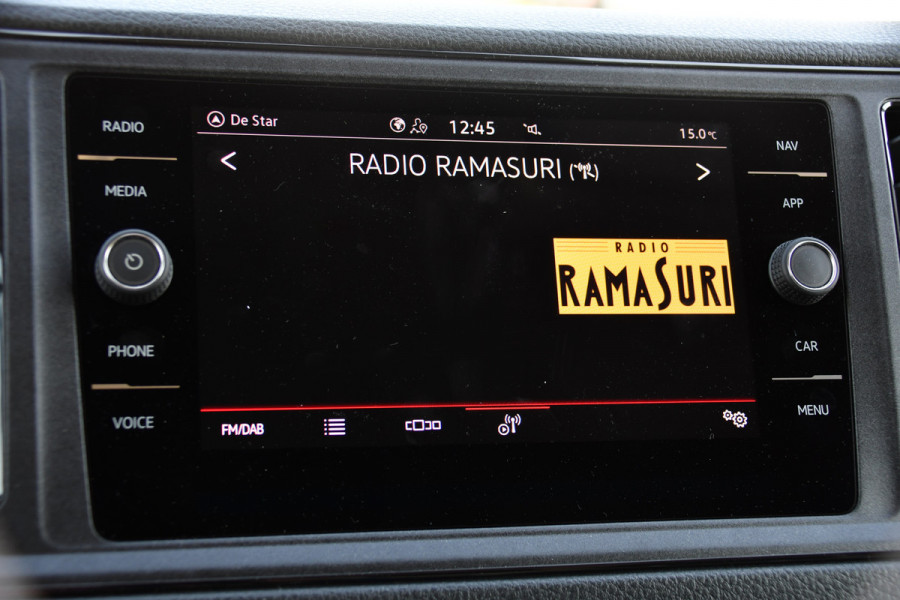 RADIO
MEDIA
PHONE
VOICE
De Star
12:45
15.0°C
< RADIO RAMASURI >
RADIO
RAMASURI
FM/DAB
NAV
APP
CAR
MENU